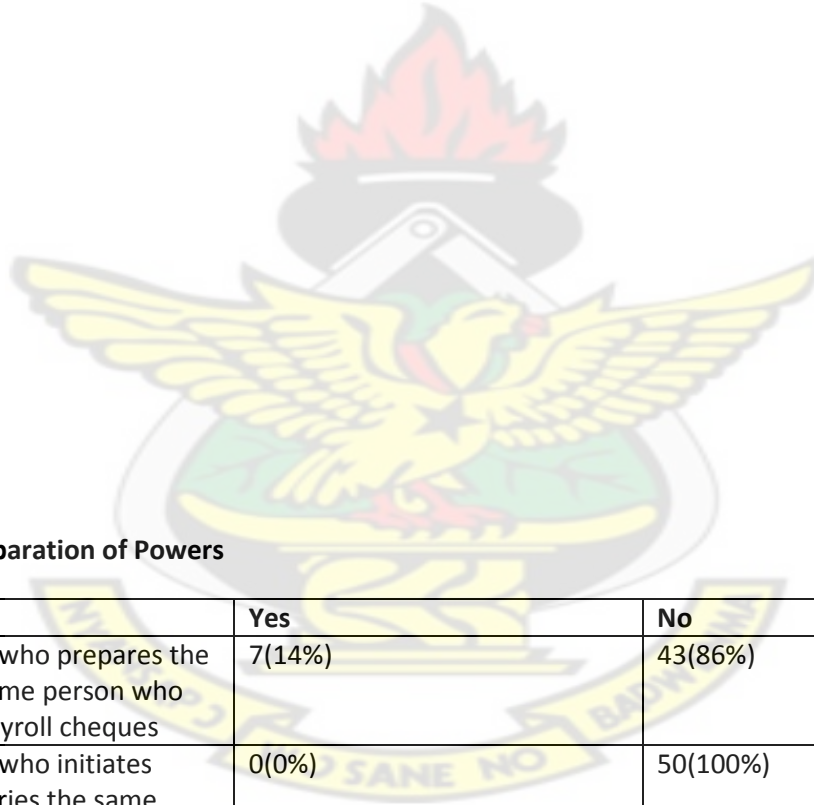 paration of Powers
Yes No
who prepares the 7(14%) 43(86%)
me person who
yroll cheques
who initiates 0(0%) 50(100%)
ries the same
SANE NO